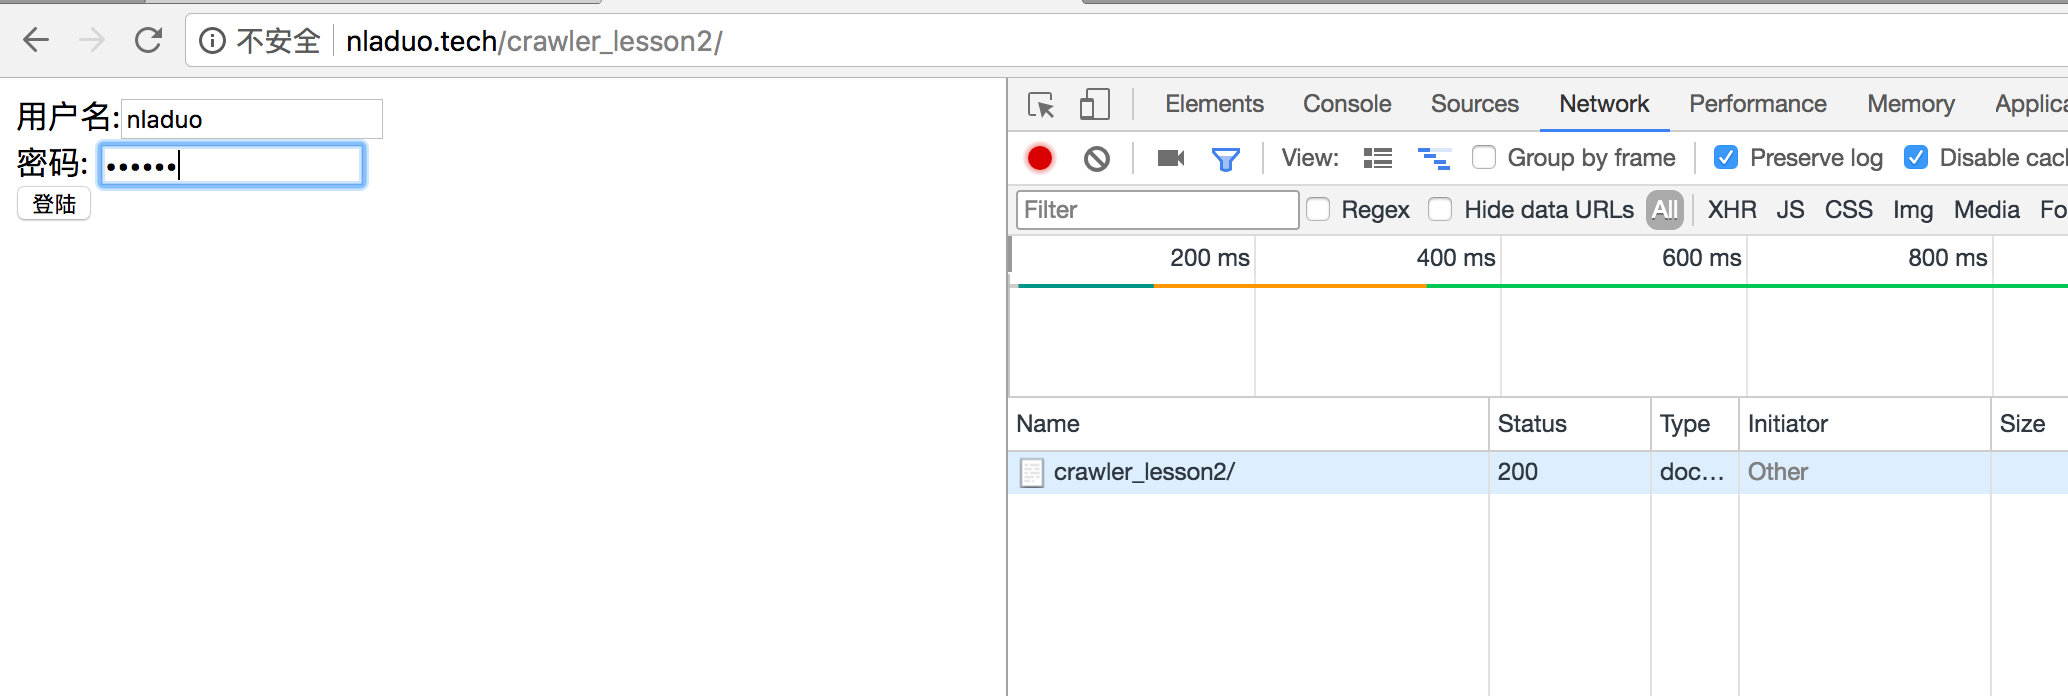 不安全 nladuo.tech/crawler_lesson2/
用户名: nladuo
密码: ••••••
登陆
Elements Console Sources Network Performance Memory Applica
View: Group by frame Preserve log Disable cach
Filter Regex Hide data URLs All XHR JS CSS Img Media Fo
200 ms 400 ms 600 ms 800 ms
Name Status Type Initiator Size
crawler_lesson2/ 200 doc... Other